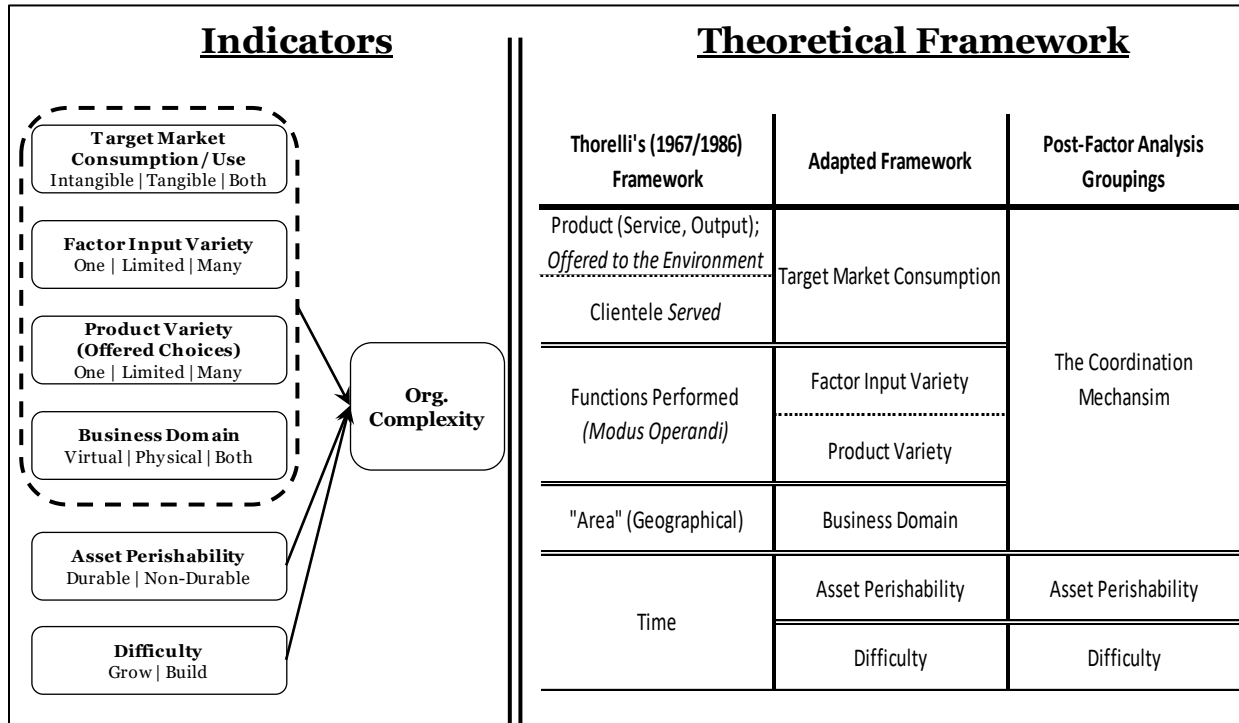 Indicators
Target Market
Consumption / Use
Intangible | Tangible | Both
Factor Input Variety
One | Limited | Many
Product Variety
(Offered Choices)
One | Limited | Many
Business Domain
Virtual | Physical | Both
Asset Perishability
Durable | Non-Durable
Difficulty
Grow | Build
Org.
Complexity
Theoretical Framework
Thorelli's (1967/1986)
Framework
Adapted Framework
Post-Factor Analysis
Groupings
Product (Service, Output);
Offered to the Environment
Clientele Served
Target Market Consumption
Functions Performed
(Modus Operandi)
Factor Input Variety
Product Variety
"Area" (Geographical)
Business Domain
The Coordination
Mechansim
Time
Asset Perishability
Asset Perishability
Difficulty
Difficulty